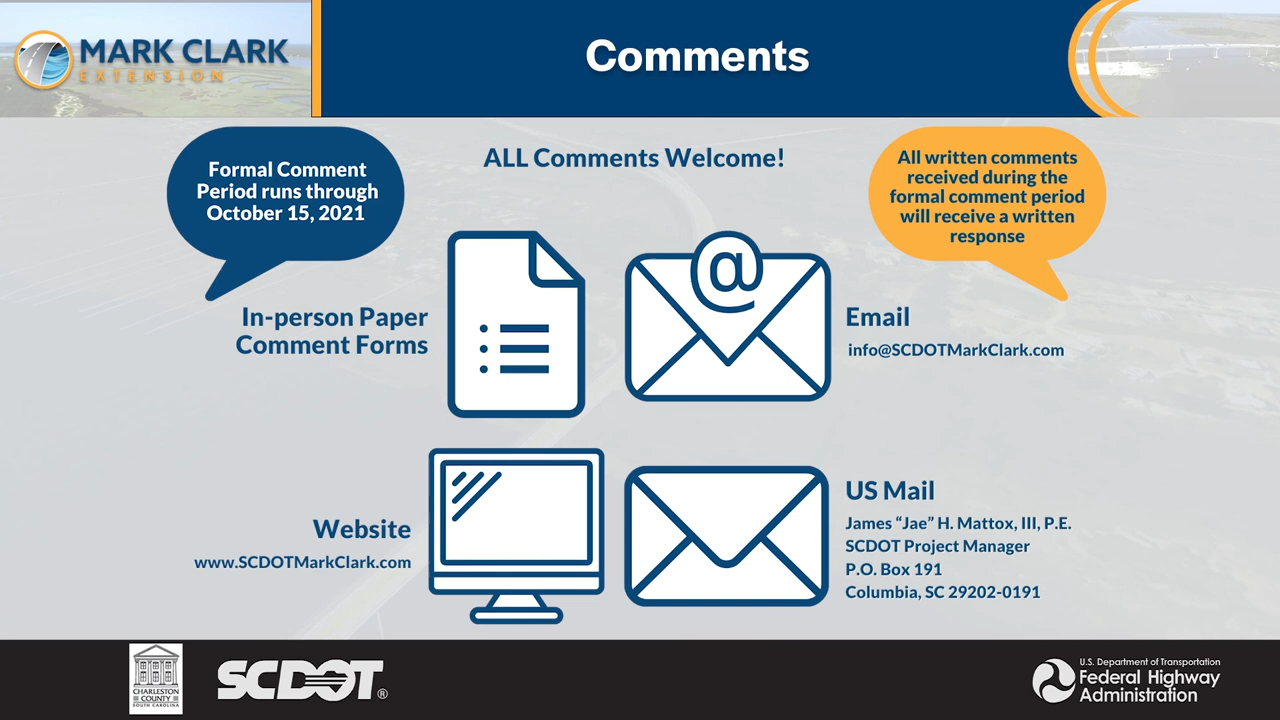 MARK CLARK
EXTENSION
Comments
Formal Comment
Period runs through
October 15, 2021
ALL Comments Welcome!
All written comments
received during the
formal comment period
will receive a written
response
In-person Paper
Comment Forms
@
Email
info@SCDOTMarkClark.com
Website
www.SCDOTMarkClark.com
US Mail
James “Jae” H. Mattox, III, P.E.
SCDOT Project Manager
P.O. Box 191
Columbia, SC 29202-0191
CHARLESTON
COUNTY
SOUTH CAROLINA
SCDOT®
U.S. Department of Transportation
Federal Highway
Administration